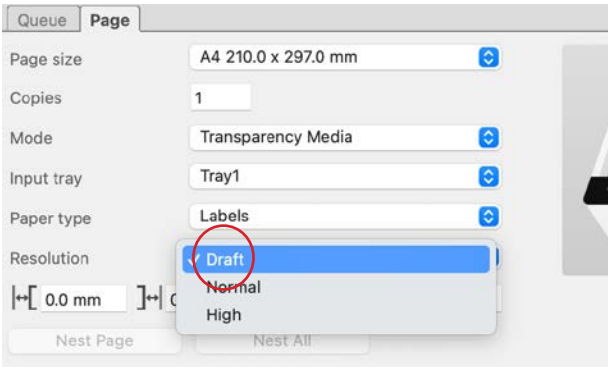 Queue Page
Page size A4 210.0 x 297.0 mm
Copies 1
Mode Transparency Media
Input tray Tray1
Paper type Labels
Resolution ✓ Draft
Normal
0.0 mm
High
Nest Page Nest All